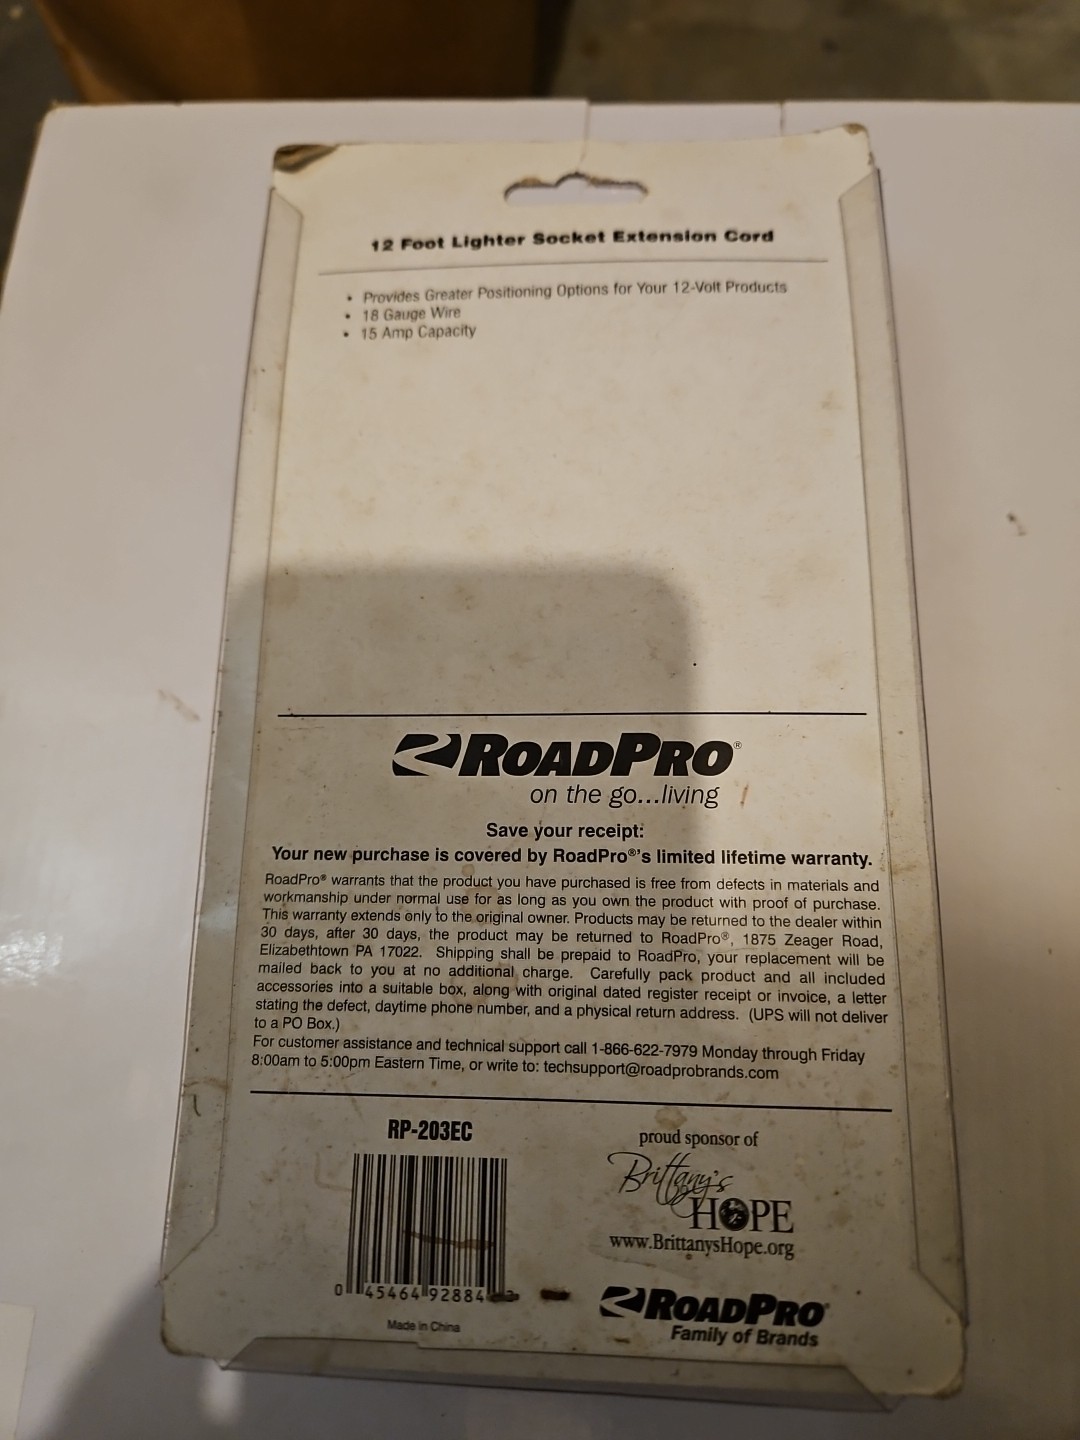 12 Foot Lighter Socket Extension Cord
• Provides Greater Positioning Options for Your 12-Volt Products
• 18 Gauge Wire
• 15 Amp Capacity
ROADPRO®
on the go...living
Save your receipt:
Your new purchase is covered by RoadPro®'s limited lifetime warranty.
RoadPro® warrants that the product you have purchased is free from defects in materials and
workmanship under normal use for as long as you own the product with proof of purchase.
This warranty extends only to the original owner. Products may be returned to the dealer within
30 days, after 30 days, the product may be returned to RoadPro®, 1875 Zeager Road,
Elizabethtown PA 17022. Shipping shall be prepaid to RoadPro, your replacement will be
mailed back to you at no additional charge. Carefully pack product and all included
accessories into a suitable box, along with original dated register receipt or invoice, a letter
stating the defect, daytime phone number, and a physical return address. (UPS will not deliver
to a PO Box.)
For customer assistance and technical support call 1-866-622-7979 Monday through Friday
8:00am to 5:00pm Eastern Time, or write to: techsupport@roadprobrands.com
RP-203EC
0 45464 92884
Made in China
proud sponsor of
Brittany's
HOPE
www.BrittanysHope.org
ROADPRO®
Family of Brands